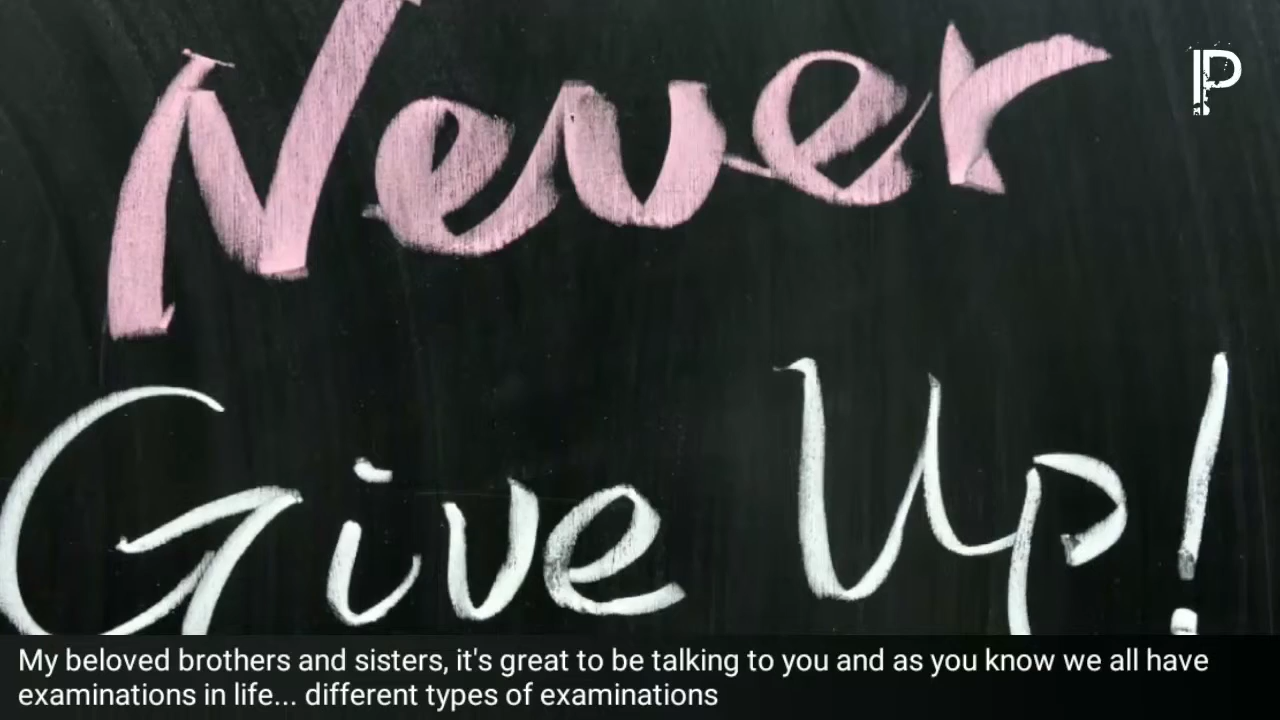 Never
Give Up!
P
My beloved brothers and sisters, it's great to be talking to you and as you know we all have
examinations in life... different types of examinations